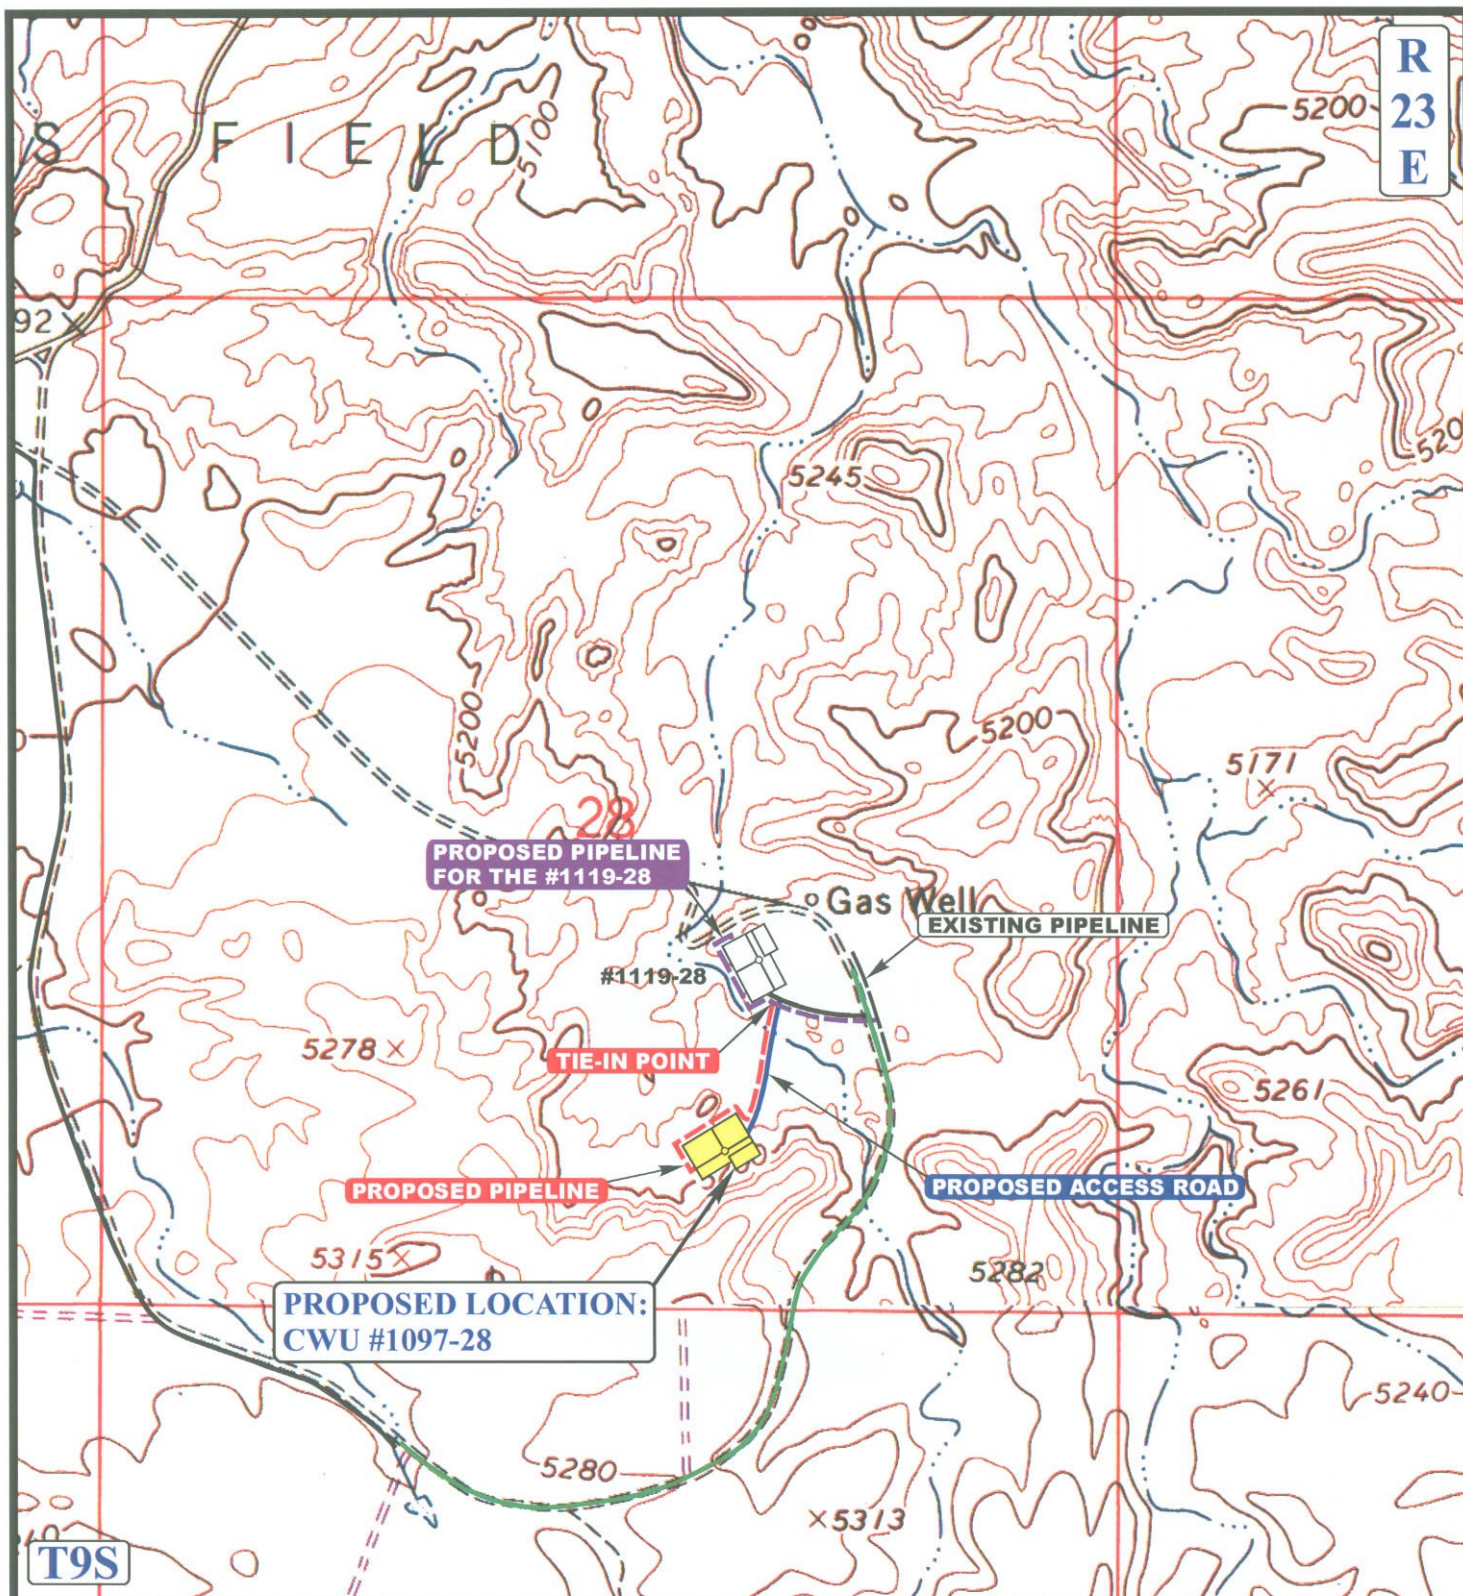 R
23
E
5200
S FIELD
5100
92
5245
5200
5200
5171
28
PROPOSED PIPELINE
FOR THE #1119-28
Gas Well
EXISTING PIPELINE
#1119-28
5278
TIE-IN POINT
5261
PROPOSED PIPELINE
PROPOSED ACCESS ROAD
5315
5282
PROPOSED LOCATION:
CWU #1097-28
5240
5280
5313
T9S